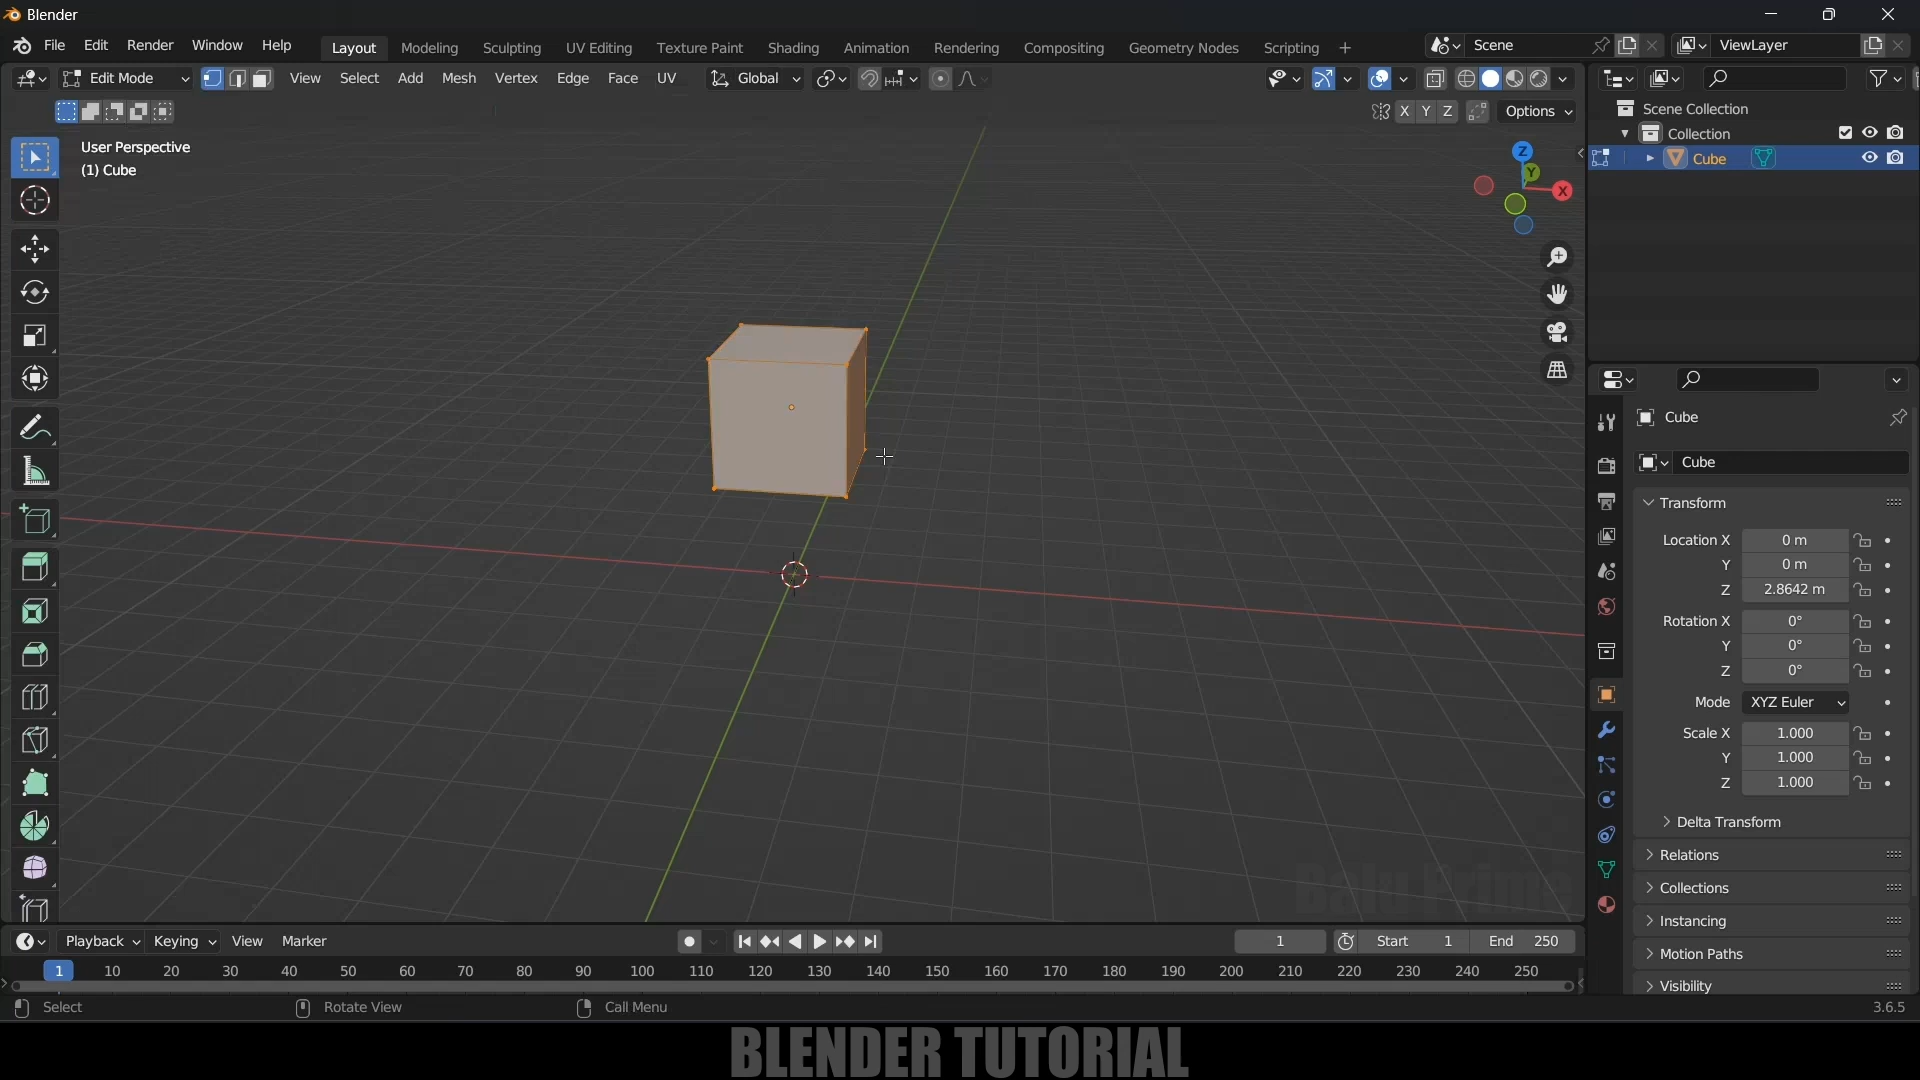 Blender
File Edit Render Window Help Layout Modeling Sculpting UV Editing Texture Paint Shading Animation Rendering Compositing Geometry Nodes Scripting + Scene ViewLayer
Edit Mode View Select Add Mesh Vertex Edge Face UV Global
X Y Z Options
User Perspective
(1) Cube
Z
Y
X
Scene Collection
Collection
Cube
Cube
Cube
Transform
Location X 0 m
Y 0 m
Z 2.8642 m
Rotation X 0°
Y 0°
Z 0°
Mode XYZ Euler
Scale X 1.000
Y 1.000
Z 1.000
Delta Transform
Relations
Collections
Instancing
Motion Paths
Visibility
Balu Prime
Playback Keying View Marker 1 Start 1 End 250
1 10 20 30 40 50 60 70 80 90 100 110 120 130 140 150 160 170 180 190 200 210 220 230 240 250
Select Rotate View Call Menu 3.6.5
BLENDER TUTORIAL